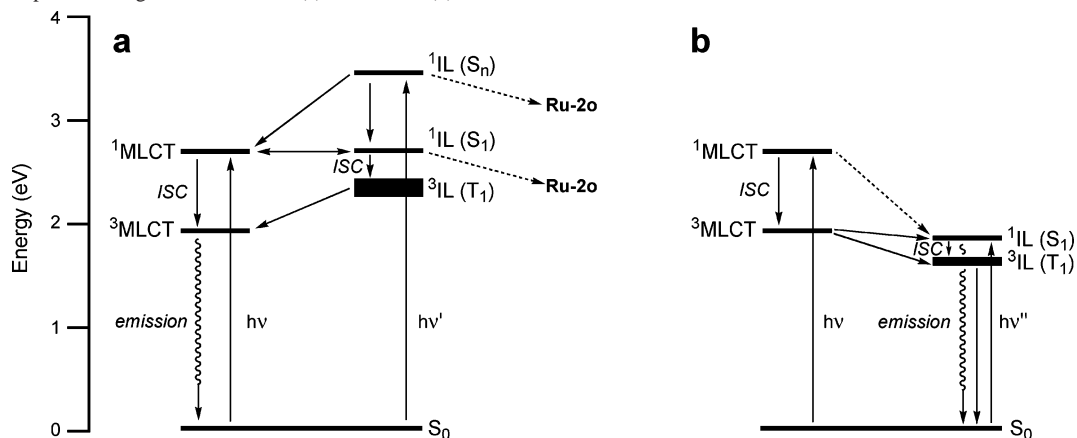 4
3
2
1
0
Energy (eV)
a
¹IL (Sₙ)
Ru-2o
¹MLCT
¹IL (S₁)
ISC
ISC
Ru-2o
³IL (T₁)
³MLCT
emission
hν
hν'
S₀
b
¹MLCT
ISC
³MLCT
¹IL (S₁)
ISC
³IL (T₁)
hν
emission
hν"
S₀